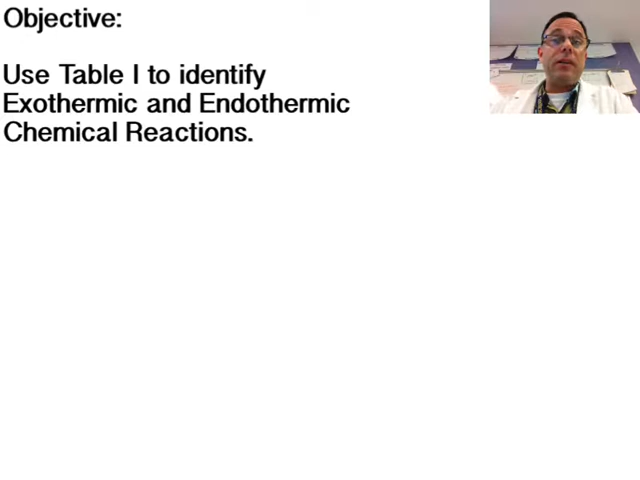 Objective:
Use Table I to identify
Exothermic and Endothermic
Chemical Reactions.